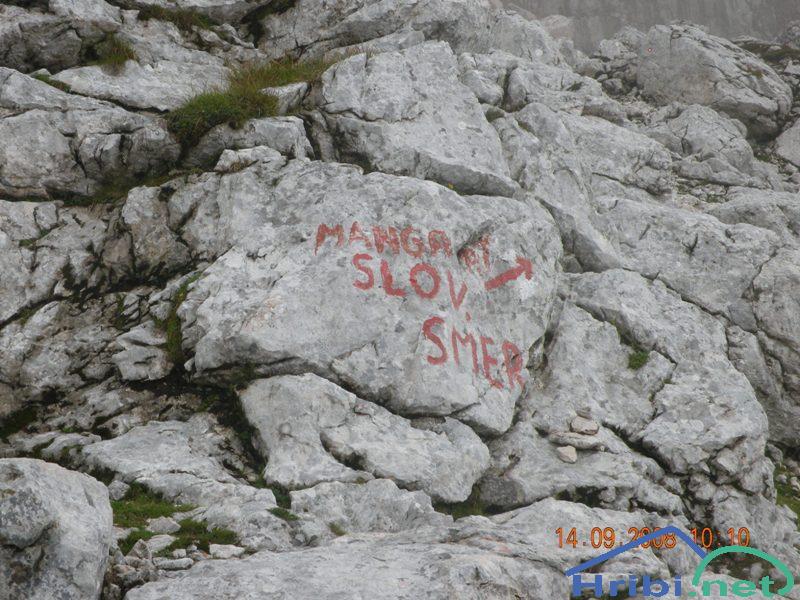 MANGART
SLOV.
SMER
14.09.2008 10:10
Hribi.net